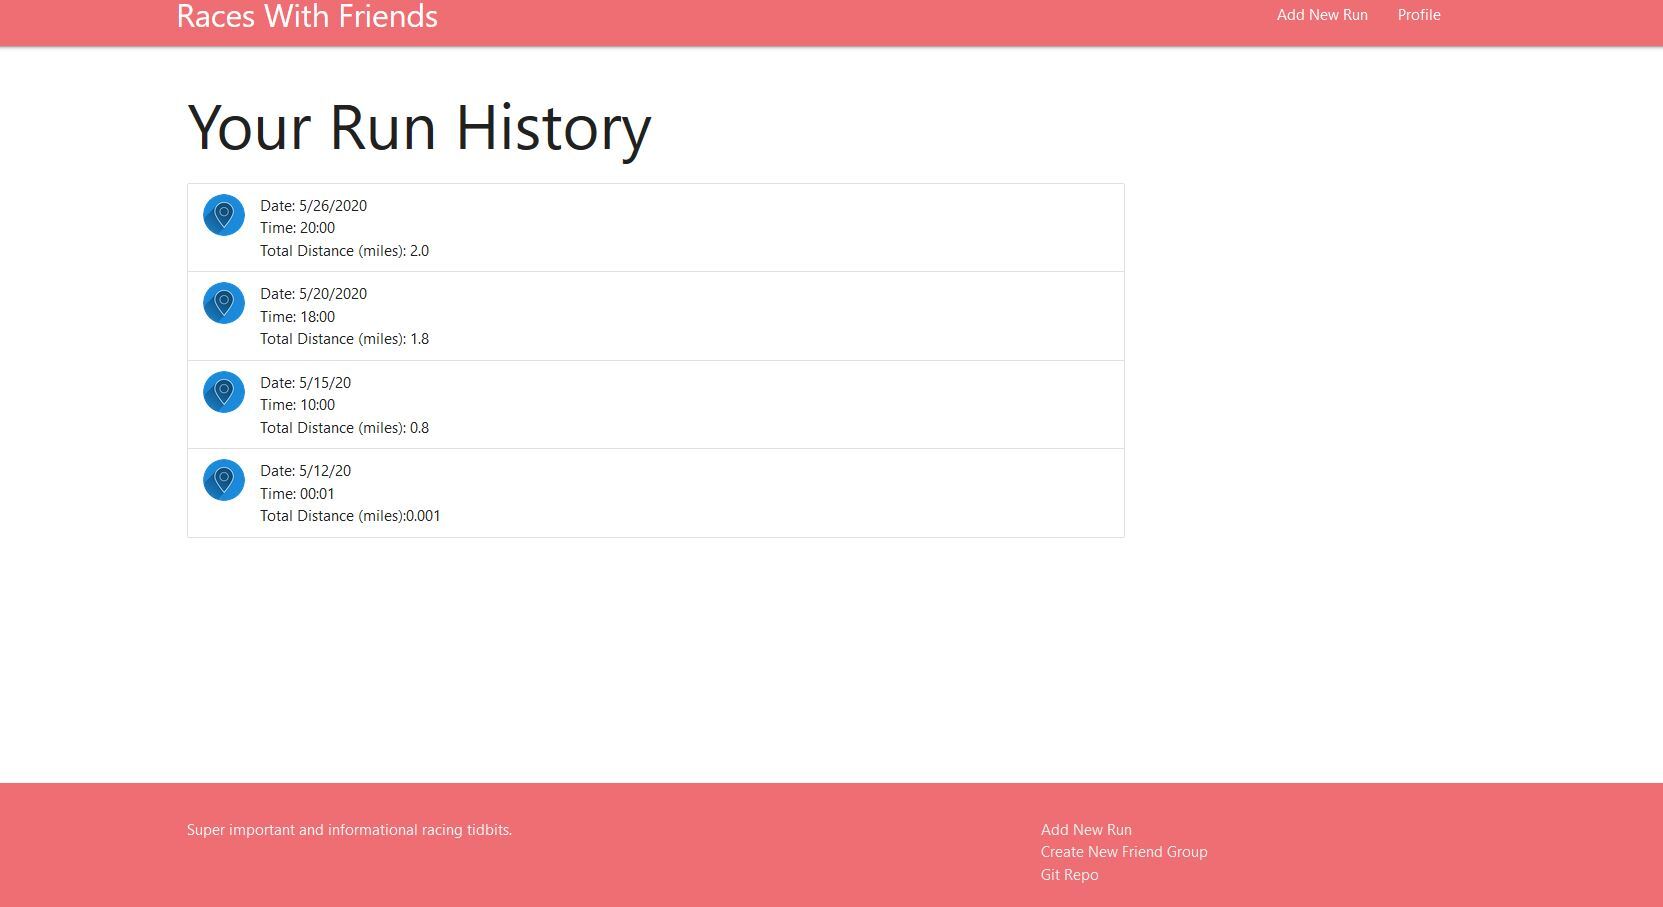 Races With Friends
Add New Run
Profile
Your Run History
Date: 5/26/2020
Time: 20:00
Total Distance (miles): 2.0
Date: 5/20/2020
Time: 18:00
Total Distance (miles): 1.8
Date: 5/15/20
Time: 10:00
Total Distance (miles): 0.8
Date: 5/12/20
Time: 00:01
Total Distance (miles):0.001
Super important and informational racing tidbits.
Add New Run
Create New Friend Group
Git Repo